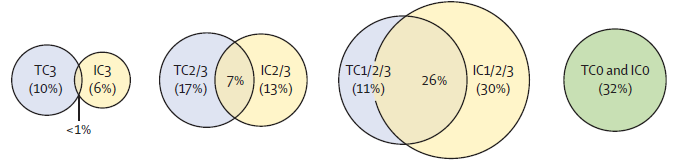 TC3
(10%)
IC3
(6%)
<1%
TC2/3
(17%)
7%
IC2/3
(13%)
TC1/2/3
(11%)
26%
IC1/2/3
(30%)
TC0 and IC0
(32%)